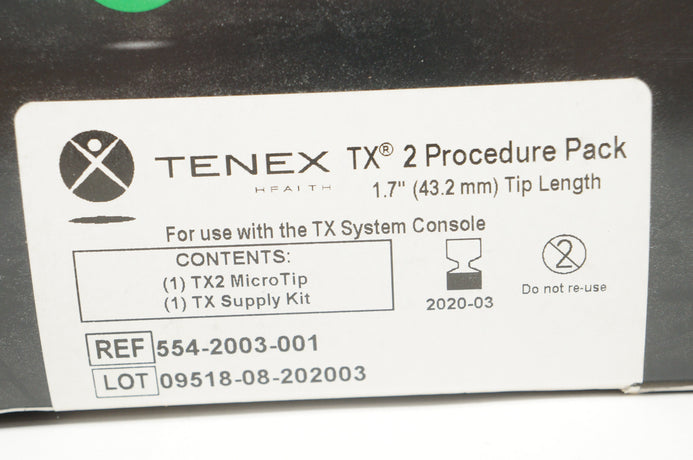 TENEX
HEALTH
TX® 2 Procedure Pack
1.7" (43.2 mm) Tip Length
For use with the TX System Console
CONTENTS:
(1) TX2 MicroTip
(1) TX Supply Kit
2020-03
2
Do not re-use
REF 554-2003-001
LOT 09518-08-202003